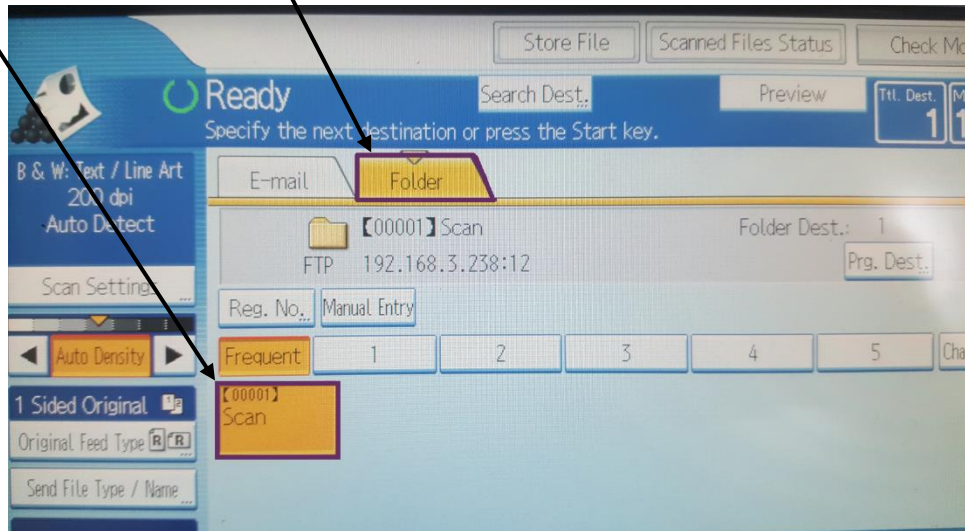 Store File
Scanned Files Status
Check Mo
Ready
Search Dest.
Preview
Ttl. Dest.
1
M
1
Specify the next destination or press the Start key.
B & W: Text / Line Art
200 dpi
Auto Detect
Scan Settings
Auto Density
1 Sided Original
Original Feed Type
R R
Send File Type / Name
E-mail
Folder
【00001】Scan
Folder Dest.: 1
FTP 192.168.3.238:12
Prg. Dest.
Reg. No.
Manual Entry
Frequent
1
2
3
4
5
Cha
【00001】
Scan